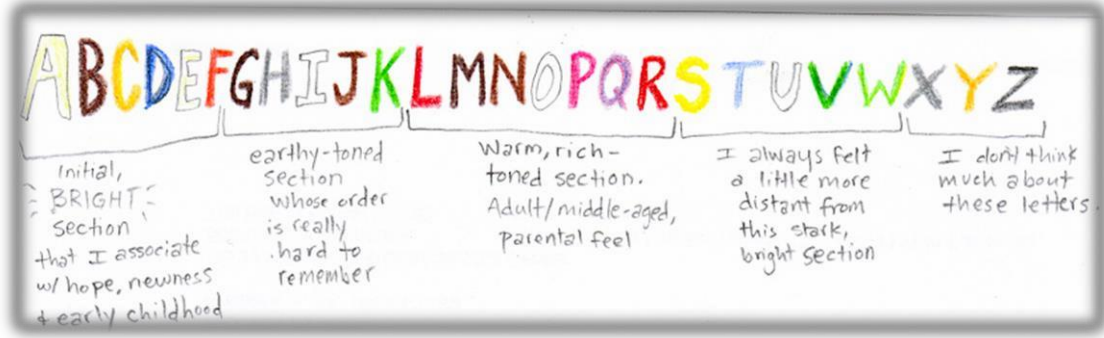 ABCDEFGHIJKLMNOPQRSTUVWXYZ
Initial,
BRIGHT
section
that I associate
w/ hope, newness
& early childhood
earthy-toned
section
whose order
is really
hard to
remember
Warm, rich-
toned section.
Adult/middle-aged,
parental feel
I always felt
a little more
distant from
this stark,
bright section
I don't think
much about
these letters.